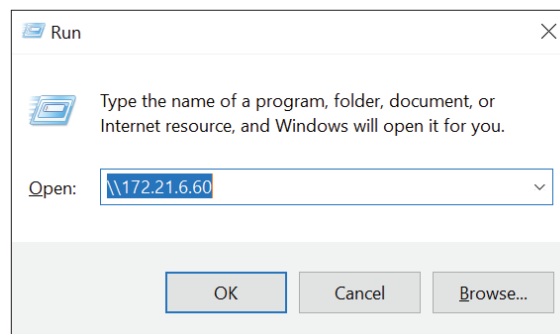 Run
Type the name of a program, folder, document, or
Internet resource, and Windows will open it for you.
Open: \\172.21.6.60
OK Cancel Browse...